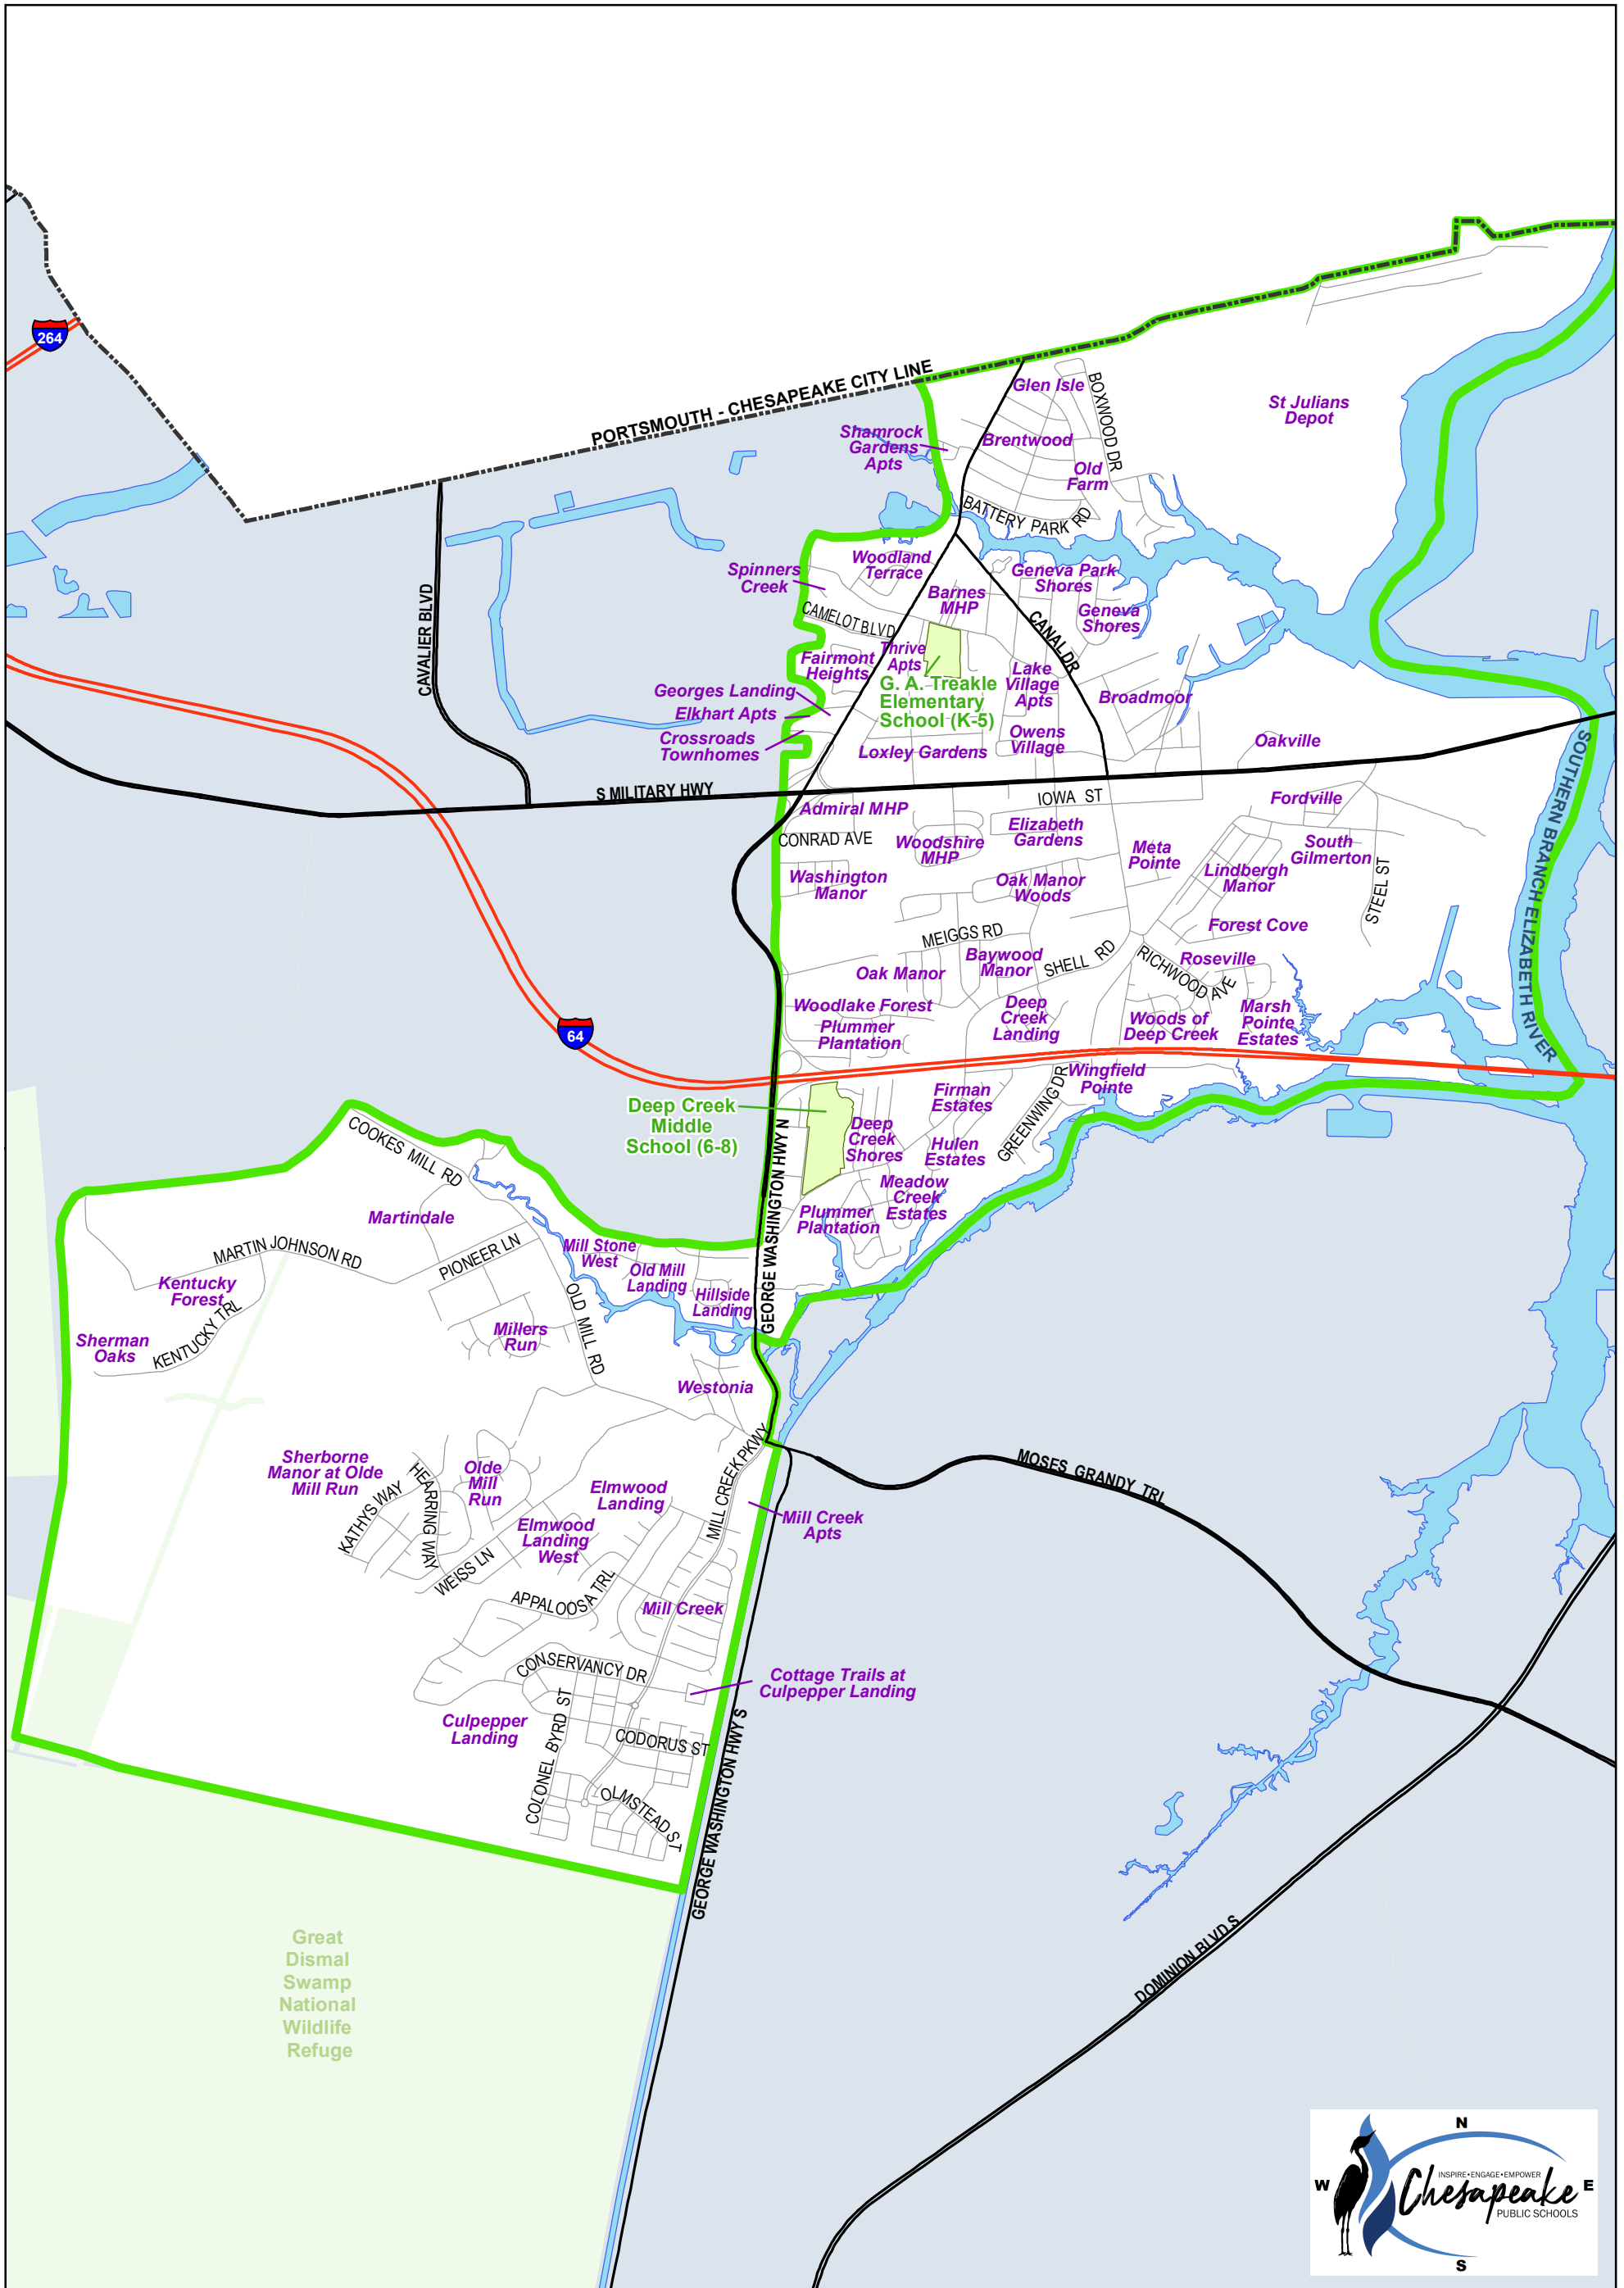 264
PORTSMOUTH - CHESAPEAKE CITY LINE
Glen Isle
BOXWOOD DR
St Julians
Depot
Shamrock
Gardens
Apts
Brentwood
Old
Farm
BATTERY PARK RD
Woodland
Terrace
Spinners
Creek
Geneva Park
Shores
Barnes
MHP
Geneva
Shores
CAVALIER BLVD
CAMELOT BLVD
CANAL DR
Thrive
Apts
Fairmont
Heights
Lake
Village
Apts
G. A. Treakle
Elementary
School (K-5)
Georges Landing
Broadmoor
Elkhart Apts
Crossroads
Townhomes
Owens
Village
Loxley Gardens
Oakville
S MILITARY HWY
IOWA ST
Admiral MHP
Fordville
CONRAD AVE
Woodshire
MHP
Elizabeth
Gardens
Meta
Pointe
South
Gilmerton
Lindbergh
Manor
Washington
Manor
Oak Manor
Woods
STEEL ST
SOUTHERN BRANCH ELIZABETH RIVER
Forest Cove
MEIGGS RD
Baywood
Manor
SHELL RD
Roseville
RICHWOOD AVE
Oak Manor
Woodlake Forest
Deep
Creek
Landing
Woods of
Deep Creek
Marsh
Pointe
Estates
Plummer
Plantation
64
Wingfield
Pointe
Firman
Estates
GREENWING DR
Deep Creek
Middle
School (6-8)
Deep
Creek
Shores
Hulen
Estates
GEORGE WASHINGTON HWY N
COOKES MILL RD
Meadow
Creek
Estates
Plummer
Plantation
Martindale
MARTIN JOHNSON RD
PIONEER LN
Mill Stone
West
Old Mill
Landing
Hillside
Landing
Kentucky
Forest
KENTUCKY TRL
Sherman
Oaks
Millers
Run
OLD MILL RD
Westonia
MILL CREEK PKWY
MOSES GRANDY TRL
Sherborne
Manor at Olde
Mill Run
HEARRING WAY
Olde
Mill
Run
KATHYS WAY
Elmwood
Landing
Mill Creek
Apts
Elmwood
Landing
West
WEISS LN
APPALOOSA TRL
Mill Creek
CONSERVANCY DR
Cottage Trails at
Culpepper Landing
Culpepper
Landing
COLONEL BYRD ST
CODORUS ST
OLMSTEAD ST
GEORGE WASHINGTON HWY S
DOMINION BLVD S
Great
Dismal
Swamp
National
Wildlife
Refuge
N
W
E
S
INSPIRE•ENGAGE•EMPOWER
Chesapeake
PUBLIC SCHOOLS